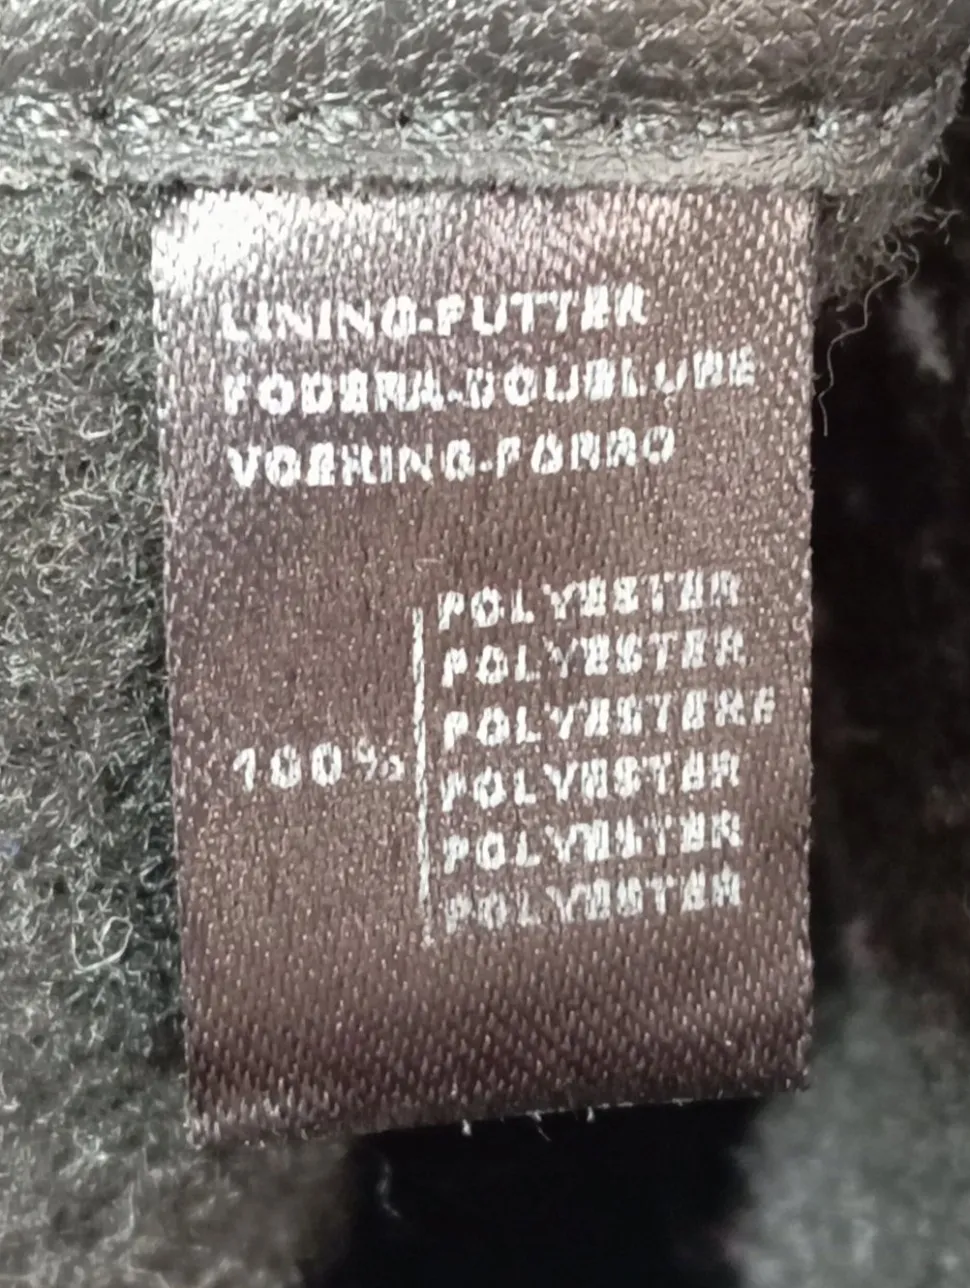 LINING-FUTTER
FODERA-DOUBLURE
VOERING-FORRO
POLYESTER
POLYESTER
POLYESTERE
100% POLYESTER
POLYESTER
POLYESTER